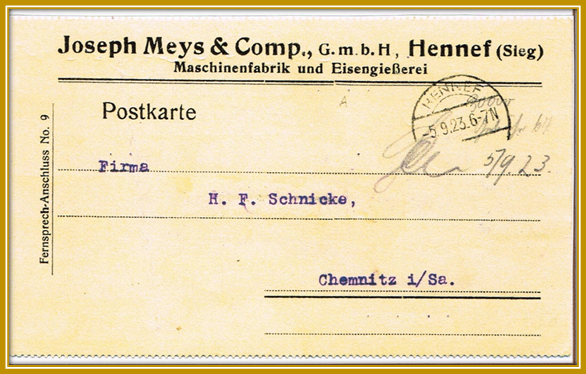 Joseph Meys & Comp., G.m.b.H, Hennef (Sieg)
Maschinenfabrik und Eisengießerei
Postkarte
HENNEF
-5.9.23.6-7N
5/9.23.
Fernsprech-Anschluss No. 9
Firma
H. F. Schnicke,
Chemnitz i/Sa.